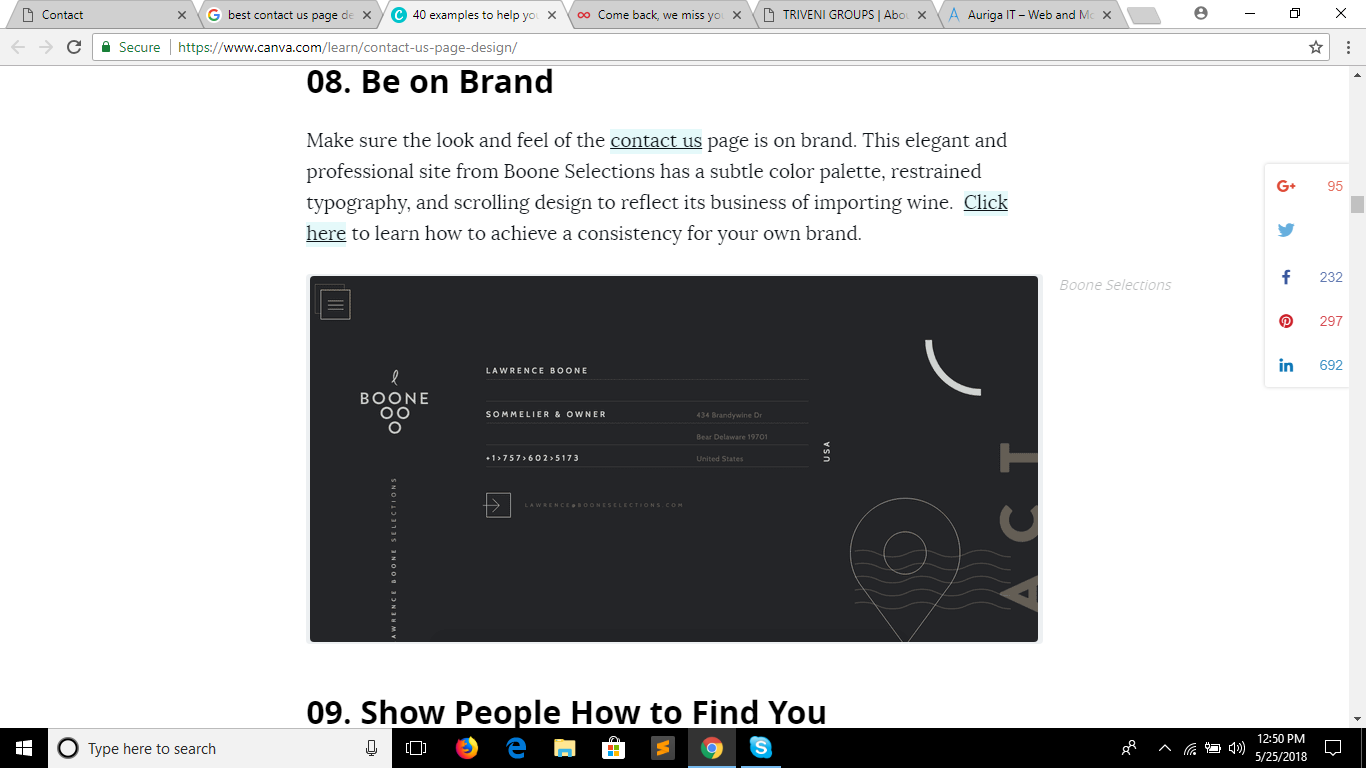 Contact
best contact us page de
40 examples to help you
Come back, we miss you
TRIVENI GROUPS | Abou
Auriga IT – Web and Mo
Secure
https://www.canva.com/learn/contact-us-page-design/
08. Be on Brand
Make sure the look and feel of the contact us page is on brand. This elegant and
professional site from Boone Selections has a subtle color palette, restrained
typography, and scrolling design to reflect its business of importing wine. Click
here to learn how to achieve a consistency for your own brand.
G+ 95
232
297
in 692
Boone Selections
BOONE
LAWRENCE BOONE
SOMMELIER & OWNER
434 Brandywine Dr
Bear Delaware 19701
+1>757>602>5173
United States
USA
LAWRENCE@BOONESELECTIONS.COM
AWRENCE BOONE SELECTIONS
ACT
09. Show People How to Find You
Type here to search
12:50 PM
5/25/2018